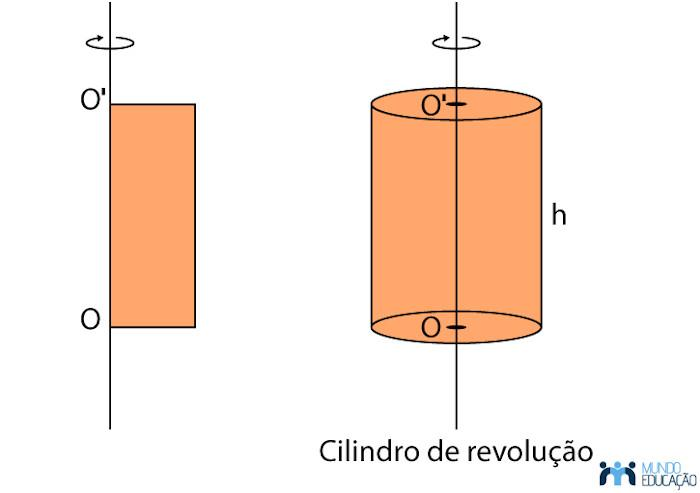 O'
O
O'
h
O
Cilindro de revolução
MUNDO
EDUCAÇÃO